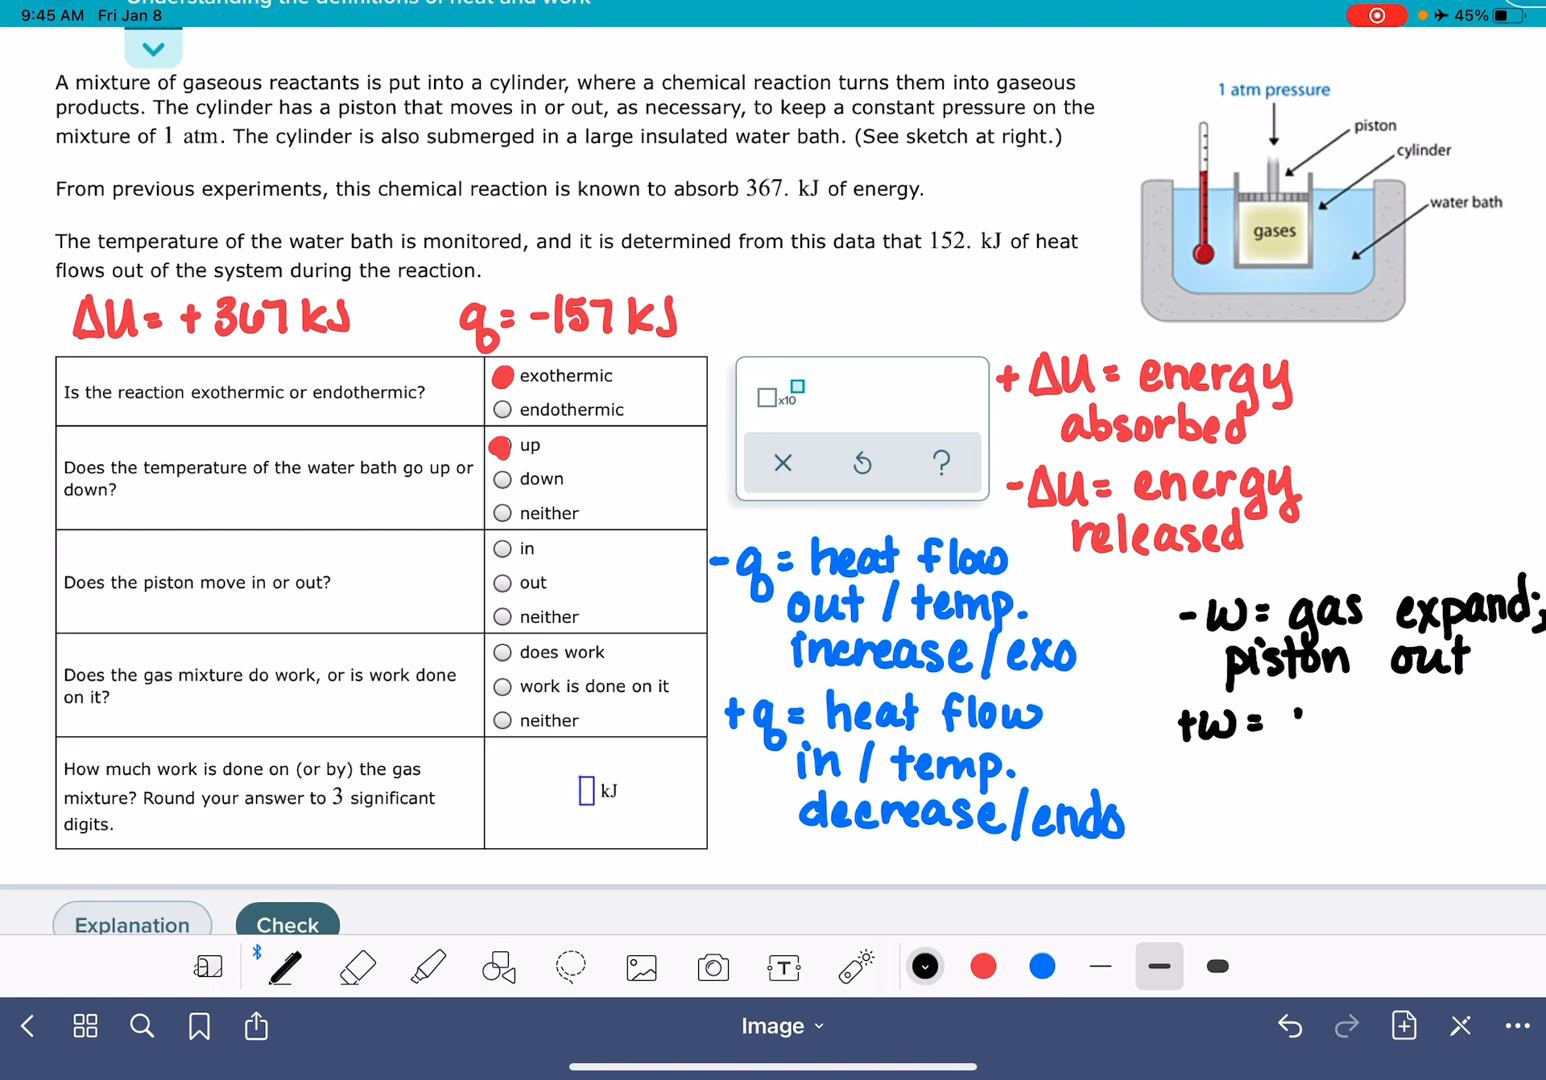 Understanding the definitions of heat and work
9:45 AM Fri Jan 8
45%
A mixture of gaseous reactants is put into a cylinder, where a chemical reaction turns them into gaseous
products. The cylinder has a piston that moves in or out, as necessary, to keep a constant pressure on the
mixture of 1 atm. The cylinder is also submerged in a large insulated water bath. (See sketch at right.)
From previous experiments, this chemical reaction is known to absorb 367. kJ of energy.
The temperature of the water bath is monitored, and it is determined from this data that 152. kJ of heat
flows out of the system during the reaction.
1 atm pressure
piston
cylinder
water bath
gases
ΔU = + 367 kJ
q = -157 kJ
Is the reaction exothermic or endothermic?
exothermic
endothermic
Does the temperature of the water bath go up or
down?
up
down
neither
Does the piston move in or out?
in
out
neither
Does the gas mixture do work, or is work done
on it?
does work
work is done on it
neither
How much work is done on (or by) the gas
mixture? Round your answer to 3 significant
digits.
kJ
x10
?
+ ΔU = energy
absorbed
- ΔU = energy
released
-q = heat flow
out / temp.
increase/exo
+q = heat flow
in / temp.
decrease/endo
-w = gas expand;
piston out
+w =
Explanation
Check
T
Image